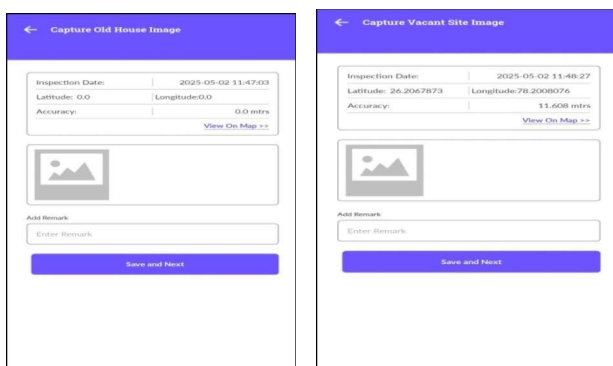 ← Capture Old House Image
Inspection Date: 2025-05-02 11:47:03
Latitude: 0.0 Longitude:0.0
Accuracy: 0.0 mtrs
View On Map >>
Add Remark
Enter Remark
Save and Next
← Capture Vacant Site Image
Inspection Date: 2025-05-02 11:48:27
Latitude: 26.2067873 Longitude:78.2008076
Accuracy: 11.608 mtrs
View On Map >>
Add Remark
Enter Remark
Save and Next